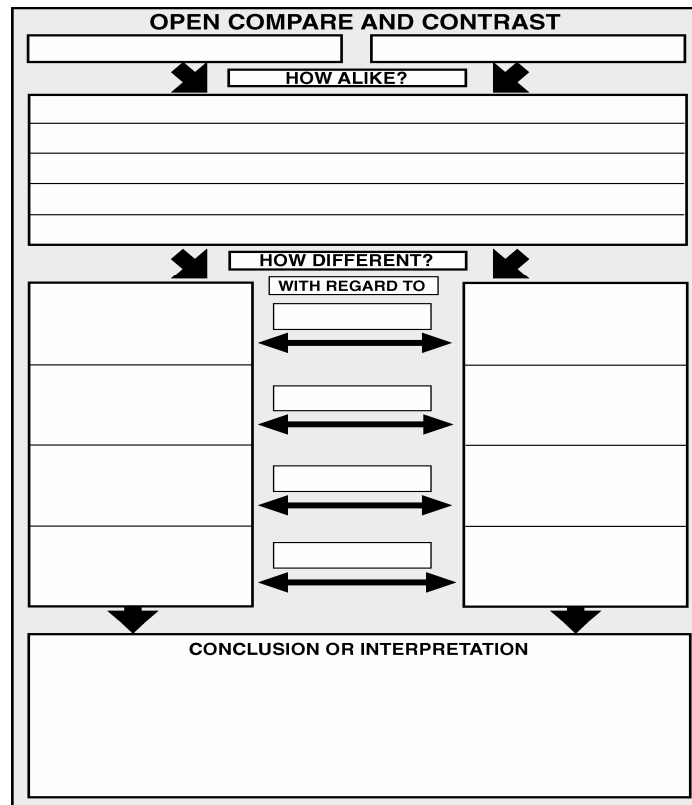 OPEN COMPARE AND CONTRAST
HOW ALIKE?
HOW DIFFERENT?
WITH REGARD TO
CONCLUSION OR INTERPRETATION